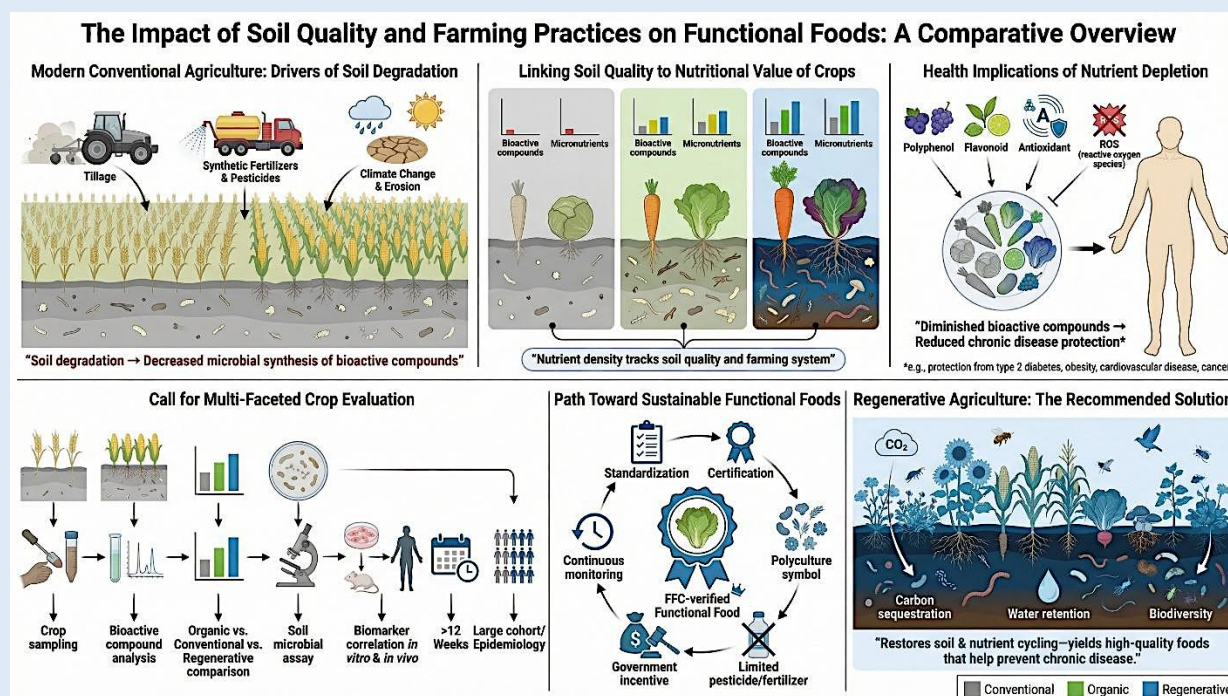 The Impact of Soil Quality and Farming Practices on Functional Foods: A Comparative Overview
Modern Conventional Agriculture: Drivers of Soil Degradation
Tillage
Synthetic Fertilizers
& Pesticides
Climate Change
& Erosion
"Soil degradation → Decreased microbial synthesis of bioactive compounds"
Linking Soil Quality to Nutritional Value of Crops
Bioactive
compounds
Micronutrients
Bioactive
compounds
Micronutrients
Bioactive
compounds
Micronutrients
"Nutrient density tracks soil quality and farming system"
Health Implications of Nutrient Depletion
Polyphenol
Flavonoid
A
Antioxidant
ROS
(reactive oxygen
species)
"Diminished bioactive compounds →
Reduced chronic disease protection*
*e.g., protection from type 2 diabetes, obesity, cardiovascular disease, cancer
Call for Multi-Faceted Crop Evaluation
Crop
sampling
Bioactive
compound
analysis
Organic vs.
Conventional vs.
Regenerative
comparison
Soil
microbial
assay
Biomarker
correlation in
vitro & in vivo
>12
Weeks
Large cohort/
Epidemiology
Path Toward Sustainable Functional Foods
Standardization
Certification
Continuous
monitoring
FFC-verified
Functional Food
Polyculture
symbol
$
Government
incentive
Limited
pesticide/fertilizer
Regenerative Agriculture: The Recommended Solution
CO₂
Carbon
sequestration
Water retention
Biodiversity
"Restores soil & nutrient cycling—yields high-quality foods
that help prevent chronic disease."
Conventional
Organic
Regenerative